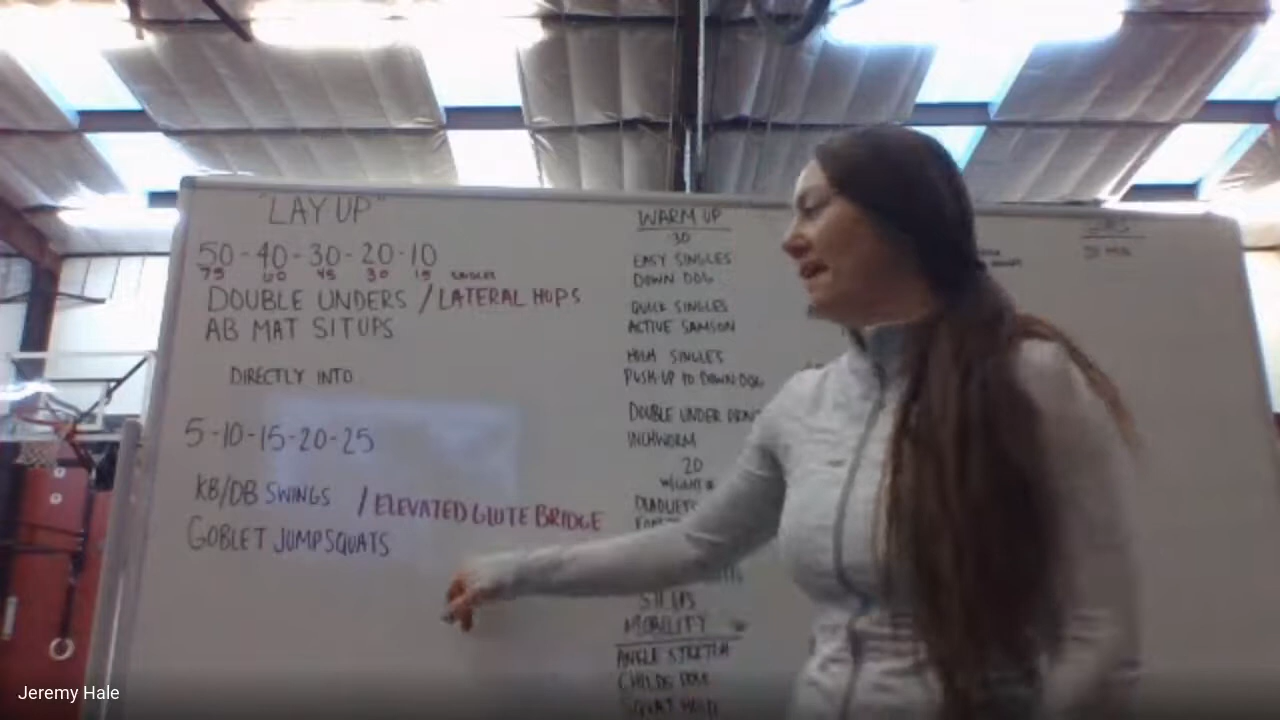 "LAY UP"
50-40-30-20-10
75 60 45 30 15 SINGLES
DOUBLE UNDERS / LATERAL HOPS
AB MAT SITUPS
DIRECTLY INTO
5-10-15-20-25
KB/DB SWINGS / ELEVATED GLUTE BRIDGE
GOBLET JUMPSQUATS
WARM UP
30
EASY SINGLES
DOWN DOG
QUICK SINGLES
ACTIVE SAMSON
HIGH SINGLES
PUSH-UP TO DOWN DOG
DOUBLE UNDER
INCHWORM
20
MOBILITY
ANKLE STRETCH
CHILDS POSE
SQUAT HOLD
Jeremy Hale